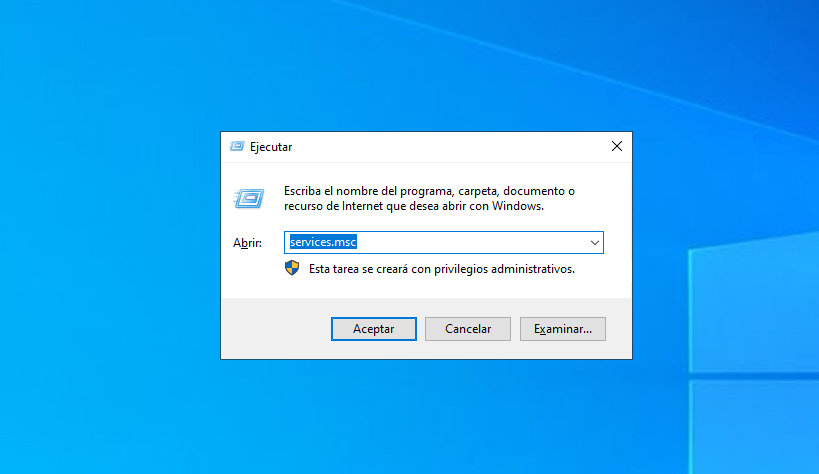 Ejecutar
Escriba el nombre del programa, carpeta, documento o
recurso de Internet que desea abrir con Windows.
Abrir:
services.msc
Esta tarea se creará con privilegios administrativos.
Aceptar
Cancelar
Examinar...